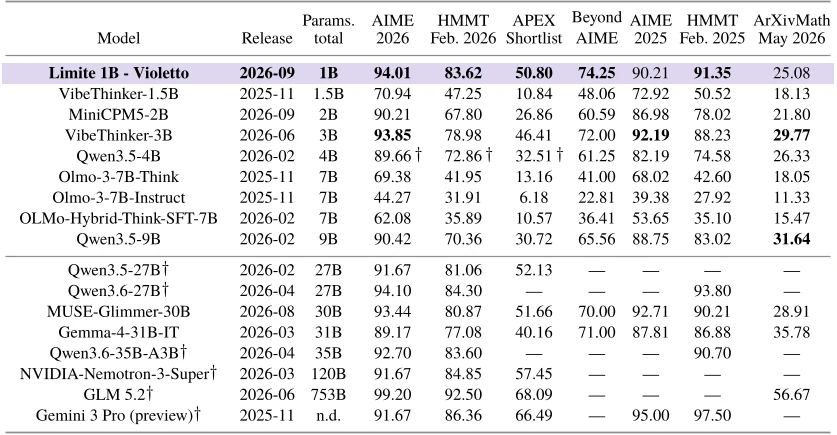 Model Release Params. total AIME 2026 HMMT Feb. 2026 APEX Shortlist Beyond AIME AIME 2025 HMMT Feb. 2025 ArXivMath May 2026
Limite 1B - Violetto 2026-09 1B 94.01 83.62 50.80 74.25 90.21 91.35 25.08
VibeThinker-1.5B 2025-11 1.5B 70.94 47.25 10.84 48.06 72.92 50.52 18.13
MiniCPM5-2B 2026-09 2B 90.21 67.80 26.86 60.59 86.98 78.02 21.80
VibeThinker-3B 2026-06 3B 93.85 78.98 46.41 72.00 92.19 88.23 29.77
Qwen3.5-4B 2026-02 4B 89.66 † 72.86 † 32.51 † 61.25 82.19 74.58 26.33
Olmo-3-7B-Think 2025-11 7B 69.38 41.95 13.16 41.00 68.02 42.60 18.05
Olmo-3-7B-Instruct 2025-11 7B 44.27 31.91 6.18 22.81 39.38 27.92 11.33
OLMo-Hybrid-Think-SFT-7B 2026-02 7B 62.08 35.89 10.57 36.41 53.65 35.10 15.47
Qwen3.5-9B 2026-02 9B 90.42 70.36 30.72 65.56 88.75 83.02 31.64
Qwen3.5-27B† 2026-02 27B 91.67 81.06 52.13 — — — —
Qwen3.6-27B† 2026-04 27B 94.10 84.30 — — — 93.80 —
MUSE-Glimmer-30B 2026-08 30B 93.44 80.87 51.66 70.00 92.71 90.21 28.91
Gemma-4-31B-IT 2026-03 31B 89.17 77.08 40.16 71.00 87.81 86.88 35.78
Qwen3.6-35B-A3B† 2026-04 35B 92.70 83.60 — — — 90.70 —
NVIDIA-Nemotron-3-Super† 2026-03 120B 91.67 84.85 57.45 — — — —
GLM 5.2† 2026-06 753B 99.20 92.50 68.09 — — — 56.67
Gemini 3 Pro (preview)† 2025-11 n.d. 91.67 86.36 66.49 — 95.00 97.50 —